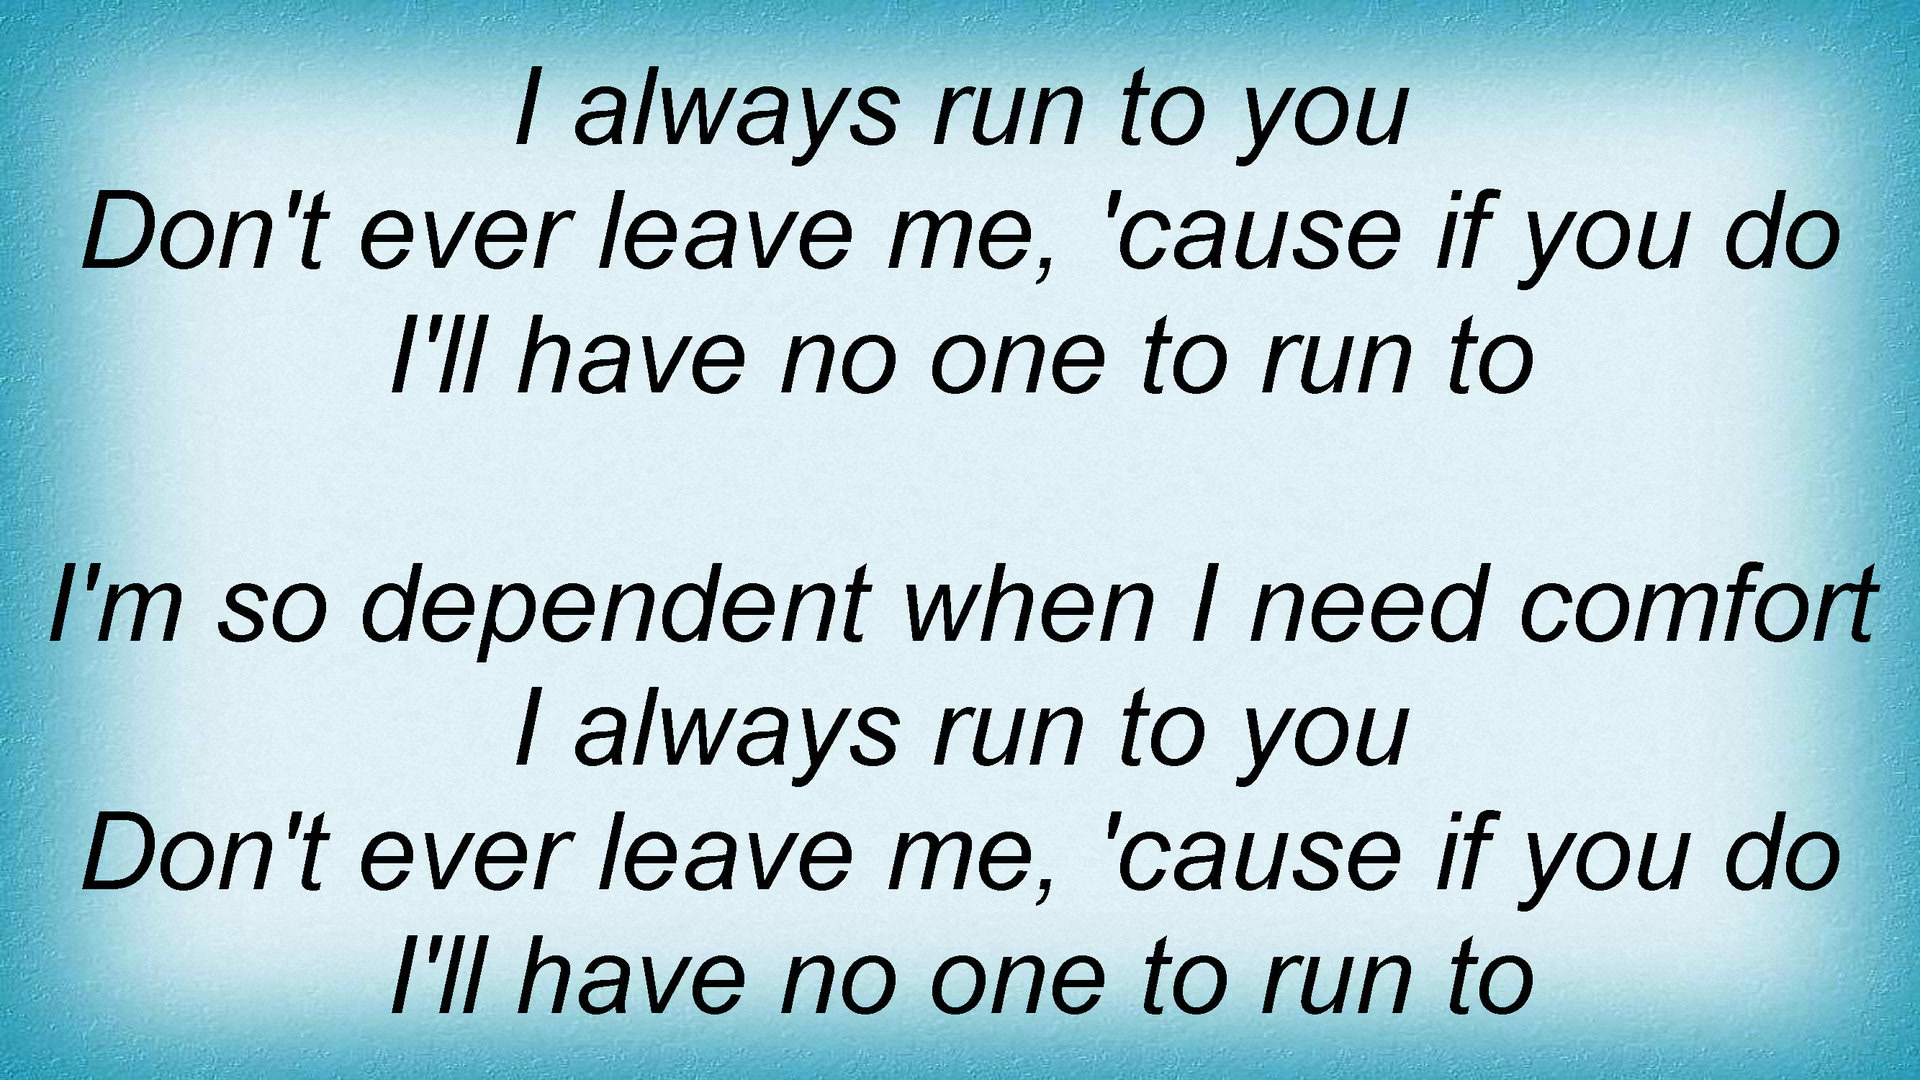 I always run to you
Don't ever leave me, 'cause if you do
I'll have no one to run to
I'm so dependent when I need comfort
I always run to you
Don't ever leave me, 'cause if you do
I'll have no one to run to